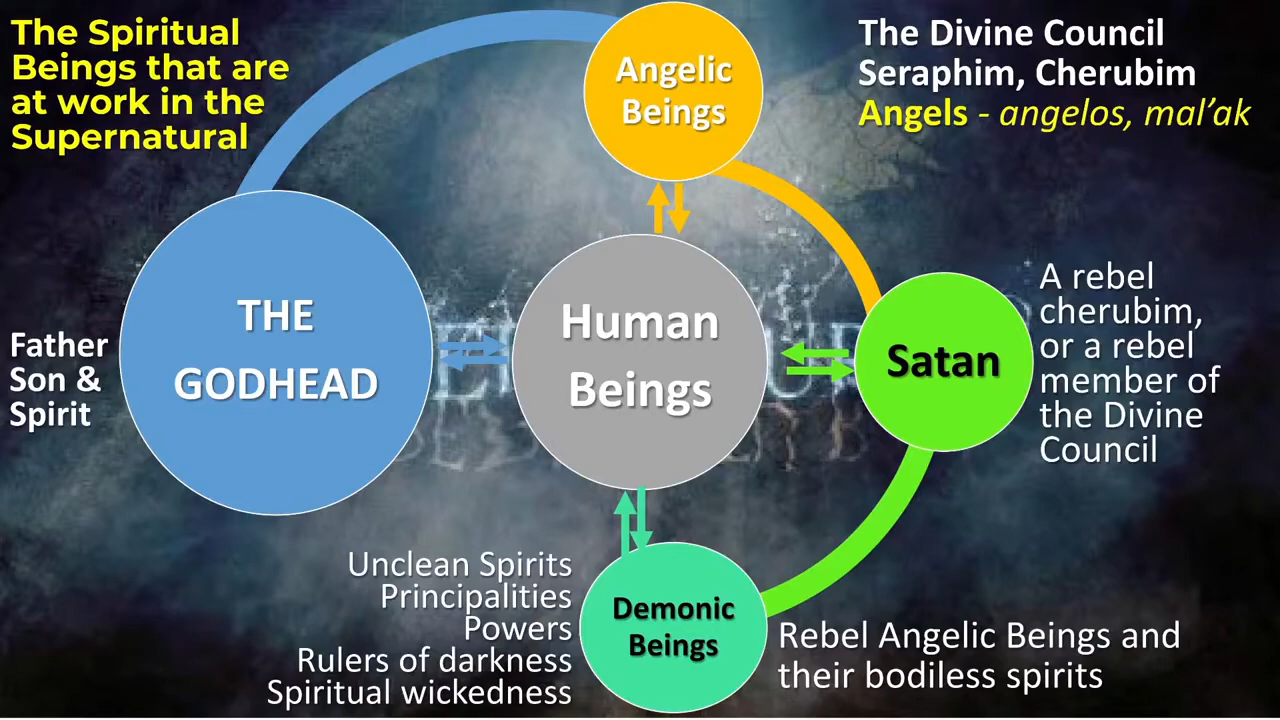 The Spiritual
Beings that are
at work in the
Supernatural
Angelic
Beings
The Divine Council
Seraphim, Cherubim
Angels - angelos, mal’ak
THE
GODHEAD
Father
Son &
Spirit
Human
Beings
Satan
A rebel
cherubim,
or a rebel
member of
the Divine
Council
Unclean Spirits
Principalities
Powers
Rulers of darkness
Spiritual wickedness
Demonic
Beings
Rebel Angelic Beings and
their bodiless spirits